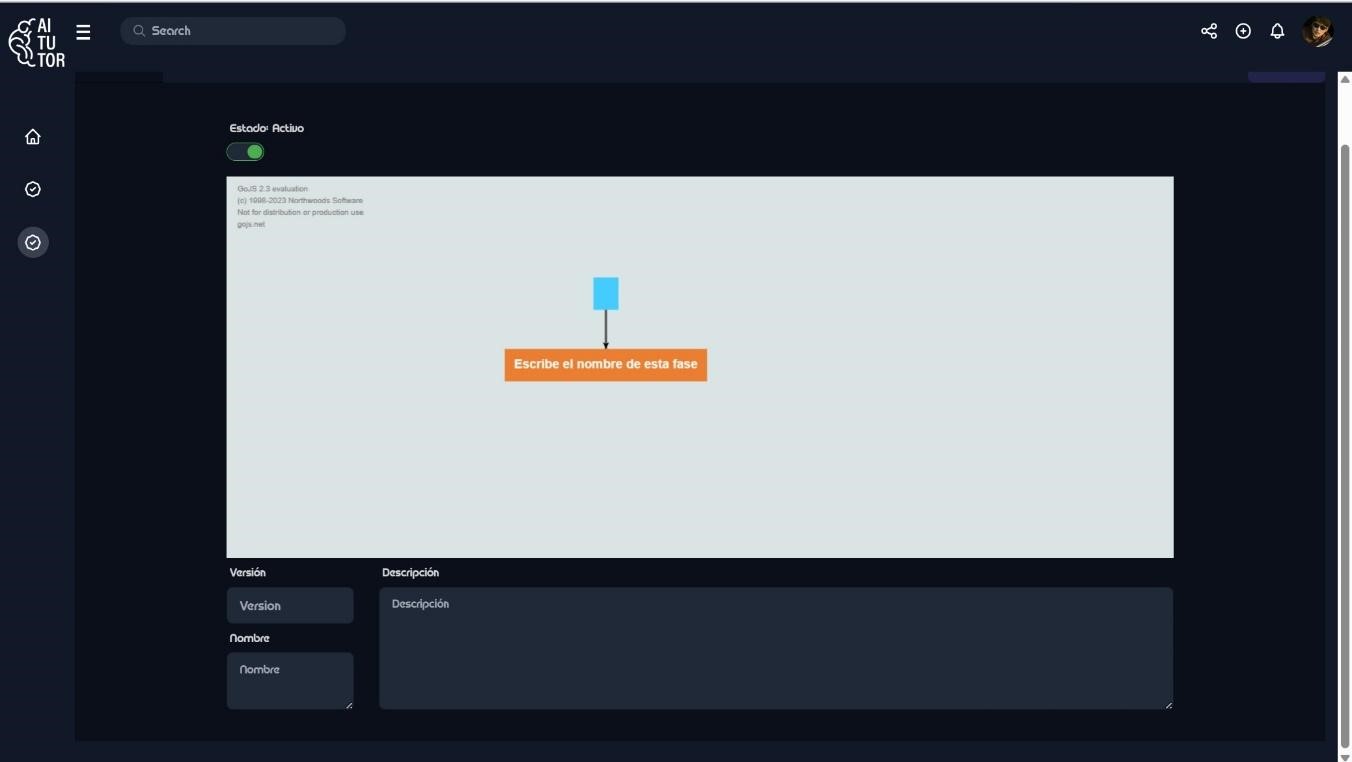 AI
TU
TOR
Search
Estado: Activo
GoJS 2.3 evaluation
(c) 1998-2023 Northwoods Software
Not for distribution or production use
gojs.net
Escribe el nombre de esta fase
Versión
Descripción
Version
Descripción
Nombre
Nombre